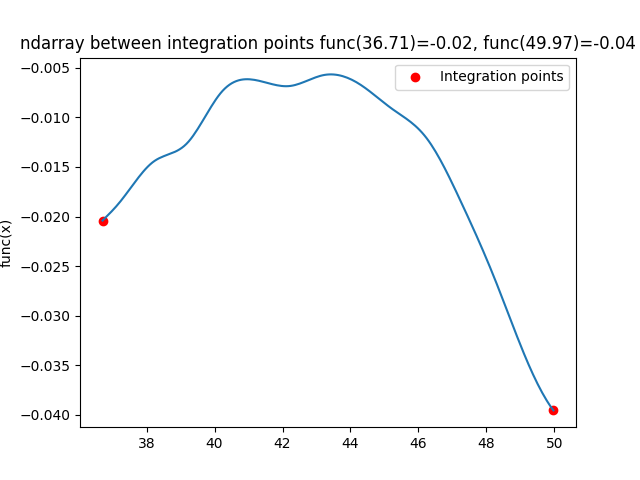 ndarray between integration points func(36.71)=-0.02, func(49.97)=-0.04
Integration points
func(x)
−0.005
−0.010
−0.015
−0.020
−0.025
−0.030
−0.035
−0.040
38 40 42 44 46 48 50